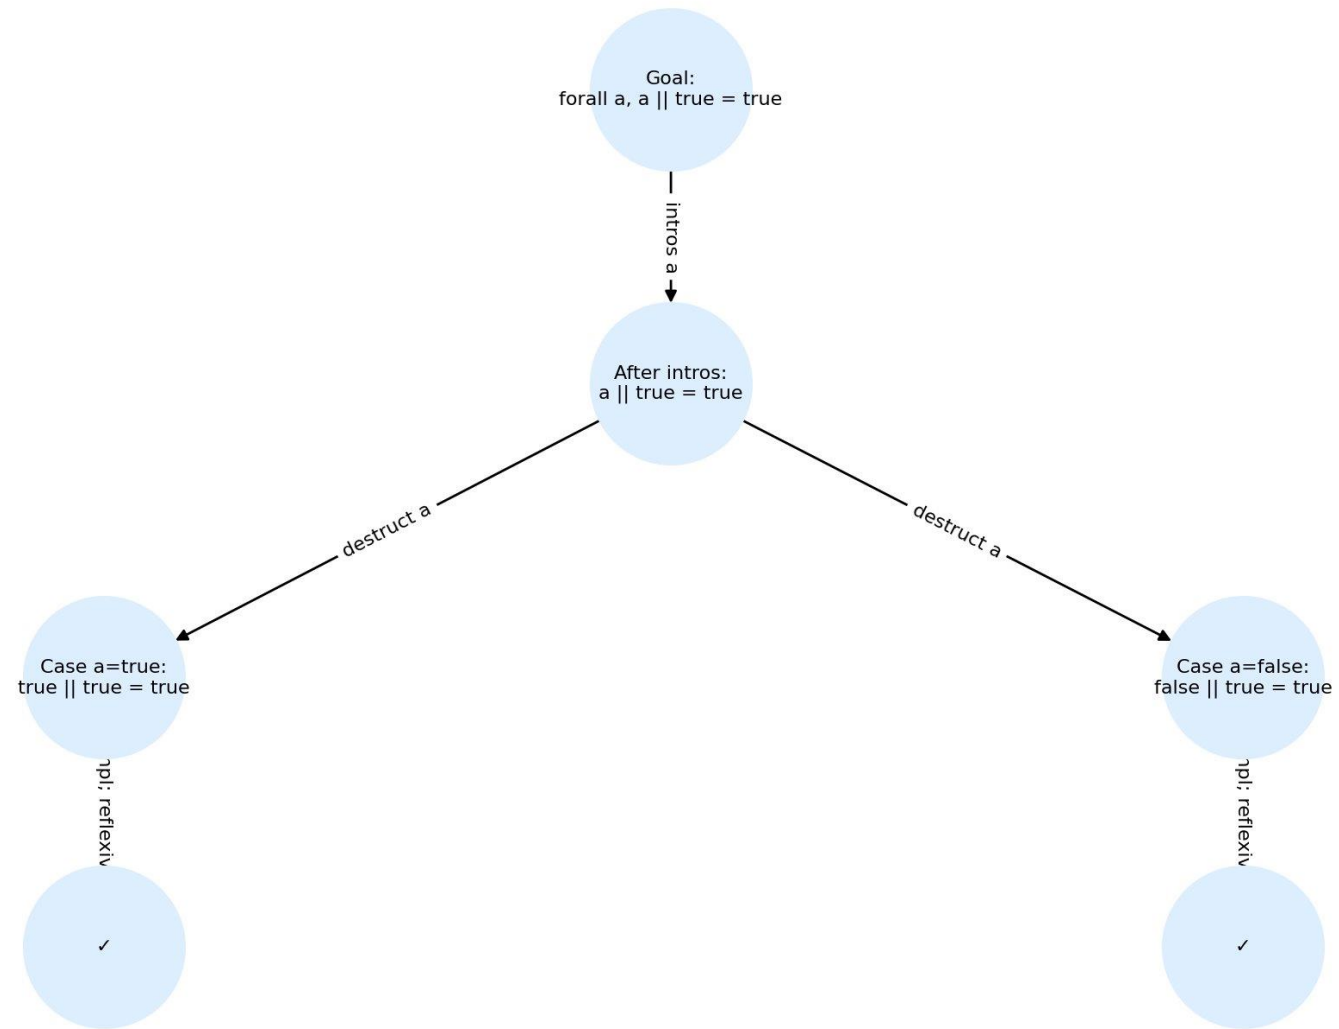 Goal:
forall a, a || true = true
intros a
After intros:
a || true = true
destruct a
destruct a
Case a=true:
true || true = true
Case a=false:
false || true = true
✓
✓